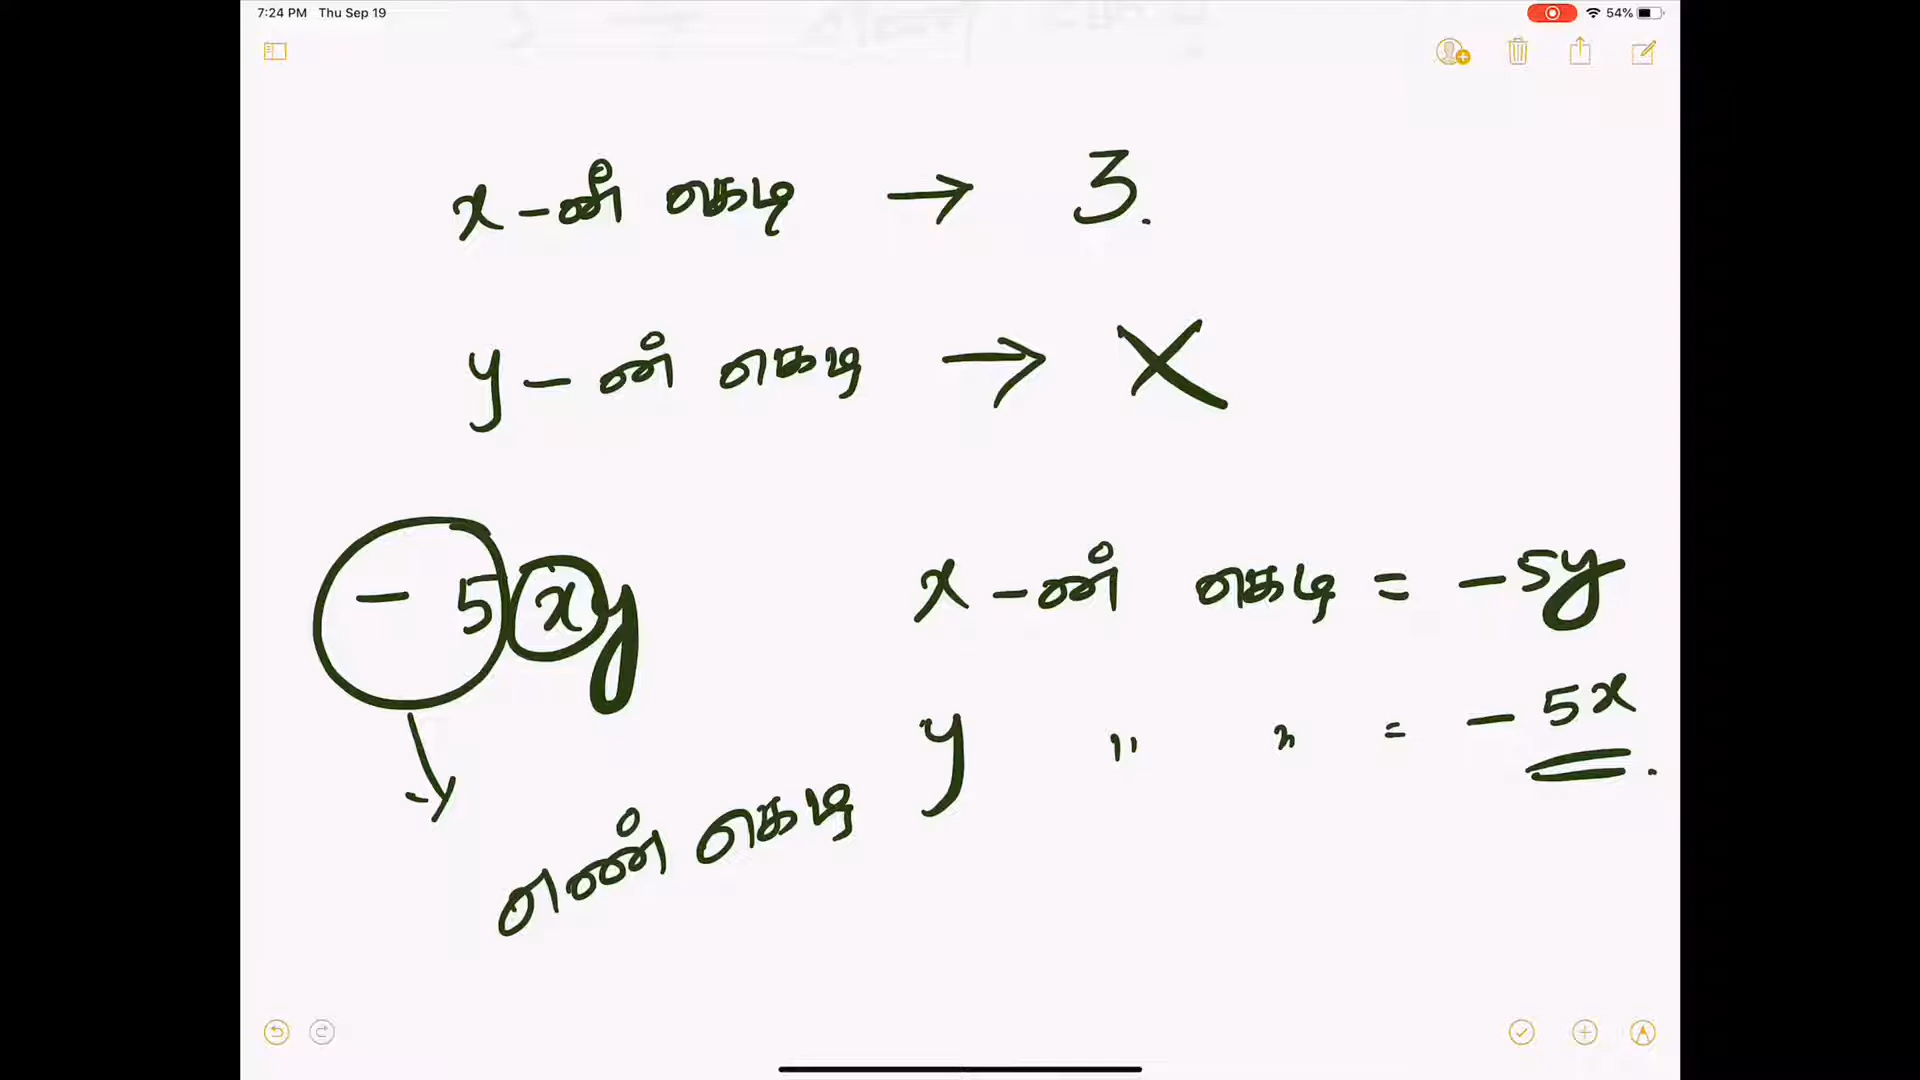 7:24 PM Thu Sep 19
54%
x-ன் கெடி → 3.
y-ன் கெடி → X
-5xy
x-ன் கெடி = -5y
y " " = -5x.
எண் கெடி